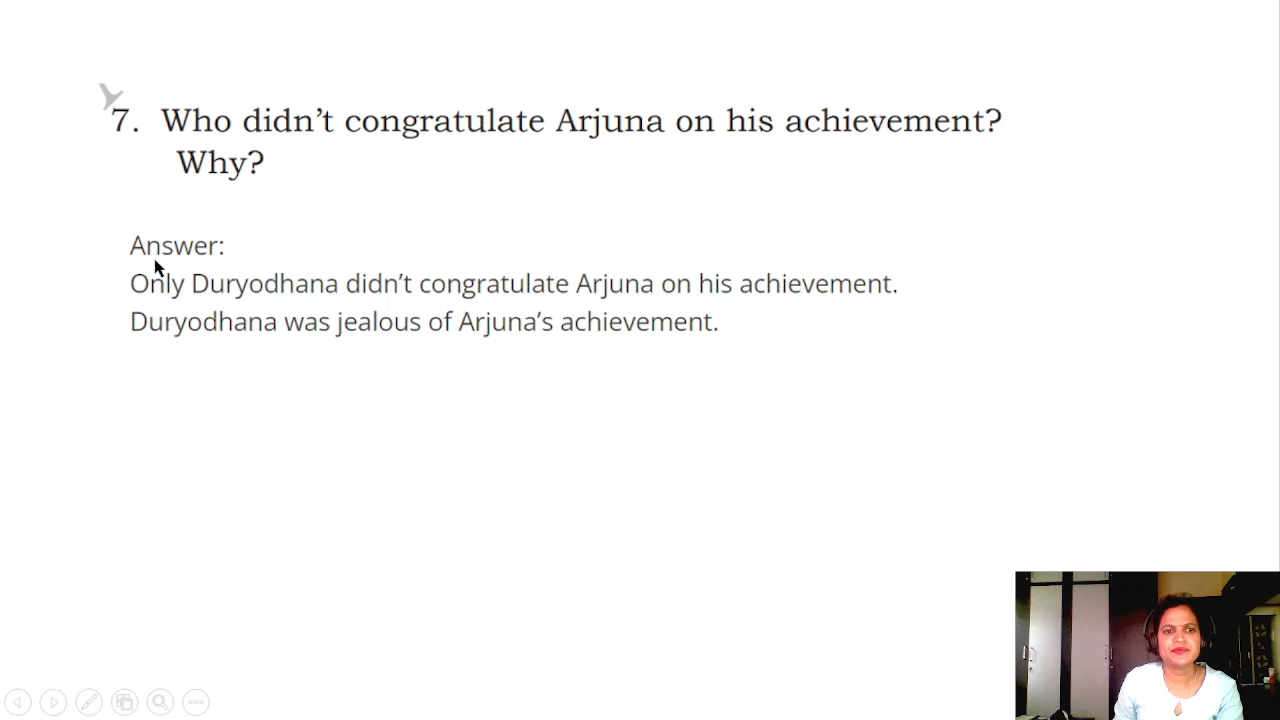 7. Who didn’t congratulate Arjuna on his achievement?
Why?
Answer:
Only Duryodhana didn’t congratulate Arjuna on his achievement.
Duryodhana was jealous of Arjuna’s achievement.